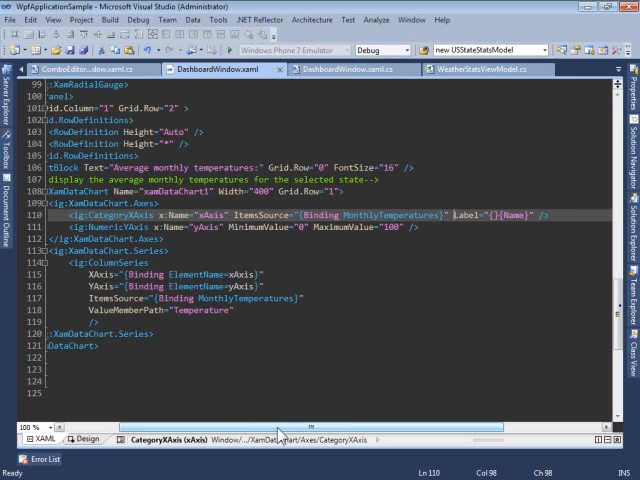 WpfApplicationSample - Microsoft Visual Studio
File Edit View Project Build Debug Team Data Tools .NET Reflector Architecture Test Analyze Window Help
Windows Phone 7 Emulator Debug new USStateStatsModel
ComboEditor...dow.xaml DashboardWindow.xaml × DashboardWindow.xaml.cs WeatherStatsViewModel.cs
99 :XamRadialGauge>
100 anel>
101 id.Column="1" Grid.Row="2" >
102 d.RowDefinitions>
103 <RowDefinition Height="Auto" />
104 <RowDefinition Height="*" />
105 id.RowDefinitions>
106 tBlock Text="Average monthly temperatures:" Grid.Row="0" FontSize="16" />
107 display the average monthly temperatures for the selected state-->
108 XamDataChart Name="xamDataChart1" Width="400" Grid.Row="1">
109 <ig:XamDataChart.Axes>
110 <ig:CategoryXAxis x:Name="xAxis" ItemsSource="{Binding MonthlyTemperatures}" Label="{}{Name}" />
111 <ig:NumericYAxis x:Name="yAxis" MinimumValue="0" MaximumValue="100" />
112 </ig:XamDataChart.Axes>
113 <ig:XamDataChart.Series>
114 <ig:ColumnSeries
115 XAxis="{Binding ElementName=xAxis}"
116 YAxis="{Binding ElementName=yAxis}"
117 ItemsSource="{Binding MonthlyTemperatures}"
118 ValueMemberPath="Temperature"
119 />
120 :XamDataChart.Series>
121 DataChart>
122
123
124
125
100 %
XAML Design CategoryXAxis (xAxis) Window/.../XamDataChart/Axes/CategoryXAxis
Error List
Ready Ln 110 Col 98 Ch 98 INS
Server Explorer
Toolbox
Document Outline
Properties
Solution Navigator
Solution Explorer
Team Explorer
Class View